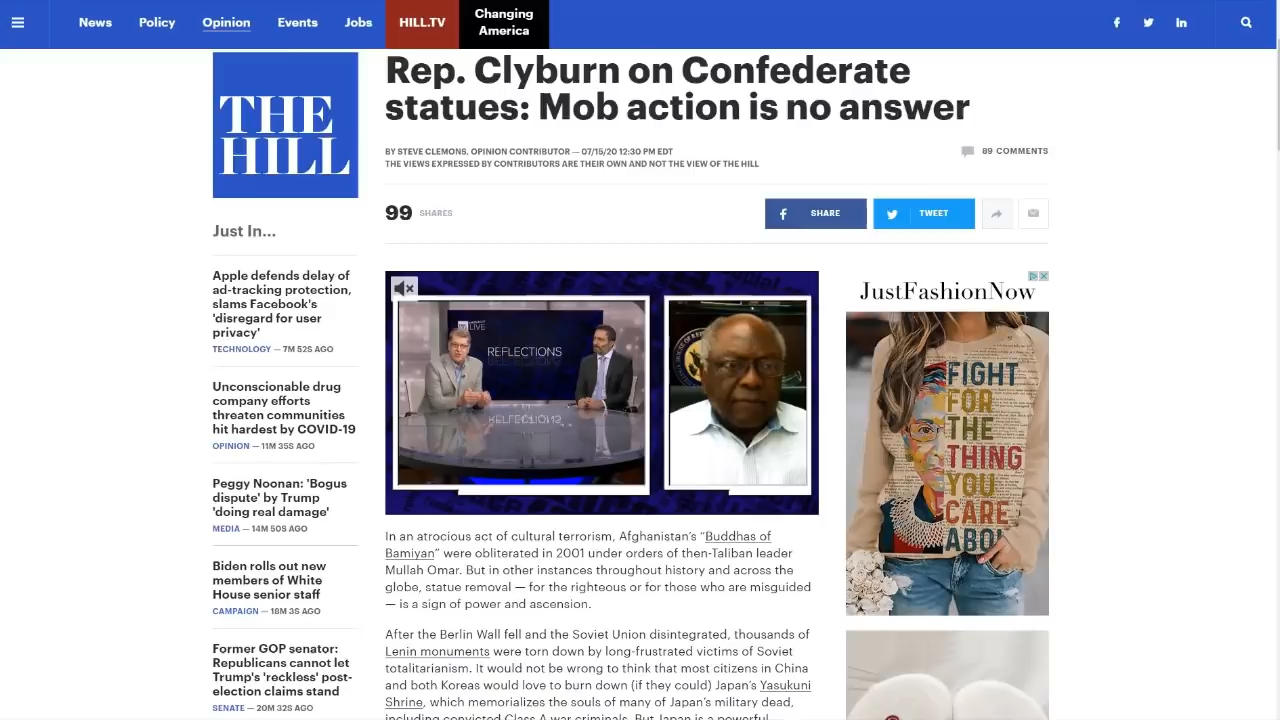 News Policy Opinion Events Jobs HILL.TV Changing
America
THE
HILL
Rep. Clyburn on Confederate
statues: Mob action is no answer
BY STEVE CLEMONS, OPINION CONTRIBUTOR — 07/15/20 12:30 PM EDT
THE VIEWS EXPRESSED BY CONTRIBUTORS ARE THEIR OWN AND NOT THE VIEW OF THE HILL
89 COMMENTS
99 SHARES
SHARE
TWEET
Just In...
Apple defends delay of
ad-tracking protection,
slams Facebook's
'disregard for user
privacy'
TECHNOLOGY — 7M 52S AGO
Unconscionable drug
company efforts
threaten communities
hit hardest by COVID-19
OPINION — 11M 35S AGO
Peggy Noonan: 'Bogus
dispute' by Trump
'doing real damage'
MEDIA — 14M 50S AGO
Biden rolls out new
members of White
House senior staff
CAMPAIGN — 18M 3S AGO
Former GOP senator:
Republicans cannot let
Trump's 'reckless' post-
election claims stand
SENATE — 20M 32S AGO
LIVE
REFLECTIONS
In an atrocious act of cultural terrorism, Afghanistan's “Buddhas of
Bamiyan” were obliterated in 2001 under orders of then-Taliban leader
Mullah Omar. But in other instances throughout history and across the
globe, statue removal — for the righteous or for those who are misguided
— is a sign of power and ascension.
After the Berlin Wall fell and the Soviet Union disintegrated, thousands of
Lenin monuments were torn down by long-frustrated victims of Soviet
totalitarianism. It would not be wrong to think that most citizens in China
and both Koreas would love to burn down (if they could) Japan's Yasukuni
Shrine, which memorializes the souls of many of Japan's military dead,
including convicted Class A war criminals. But Japan is a powerful
JustFashionNow
FIGHT
FOR
THE
THING
YOU
CARE
ABO